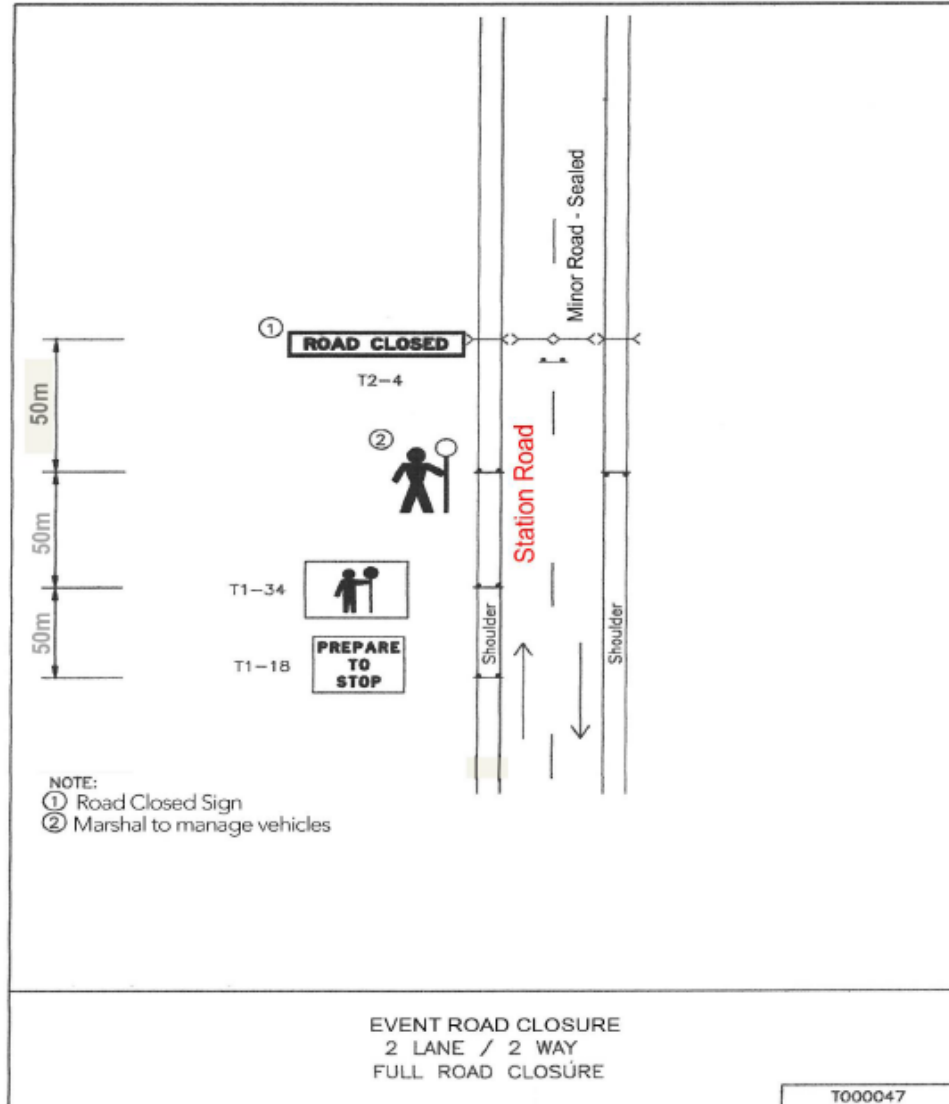 Minor Road - Sealed
① ROAD CLOSED
T2-4
50m
②
Station Road
50m
T1-34
50m
T1-18
PREPARE
TO
STOP
Shoulder
Shoulder
NOTE:
① Road Closed Sign
② Marshal to manage vehicles
EVENT ROAD CLOSURE
2 LANE / 2 WAY
FULL ROAD CLOSURE
T000047